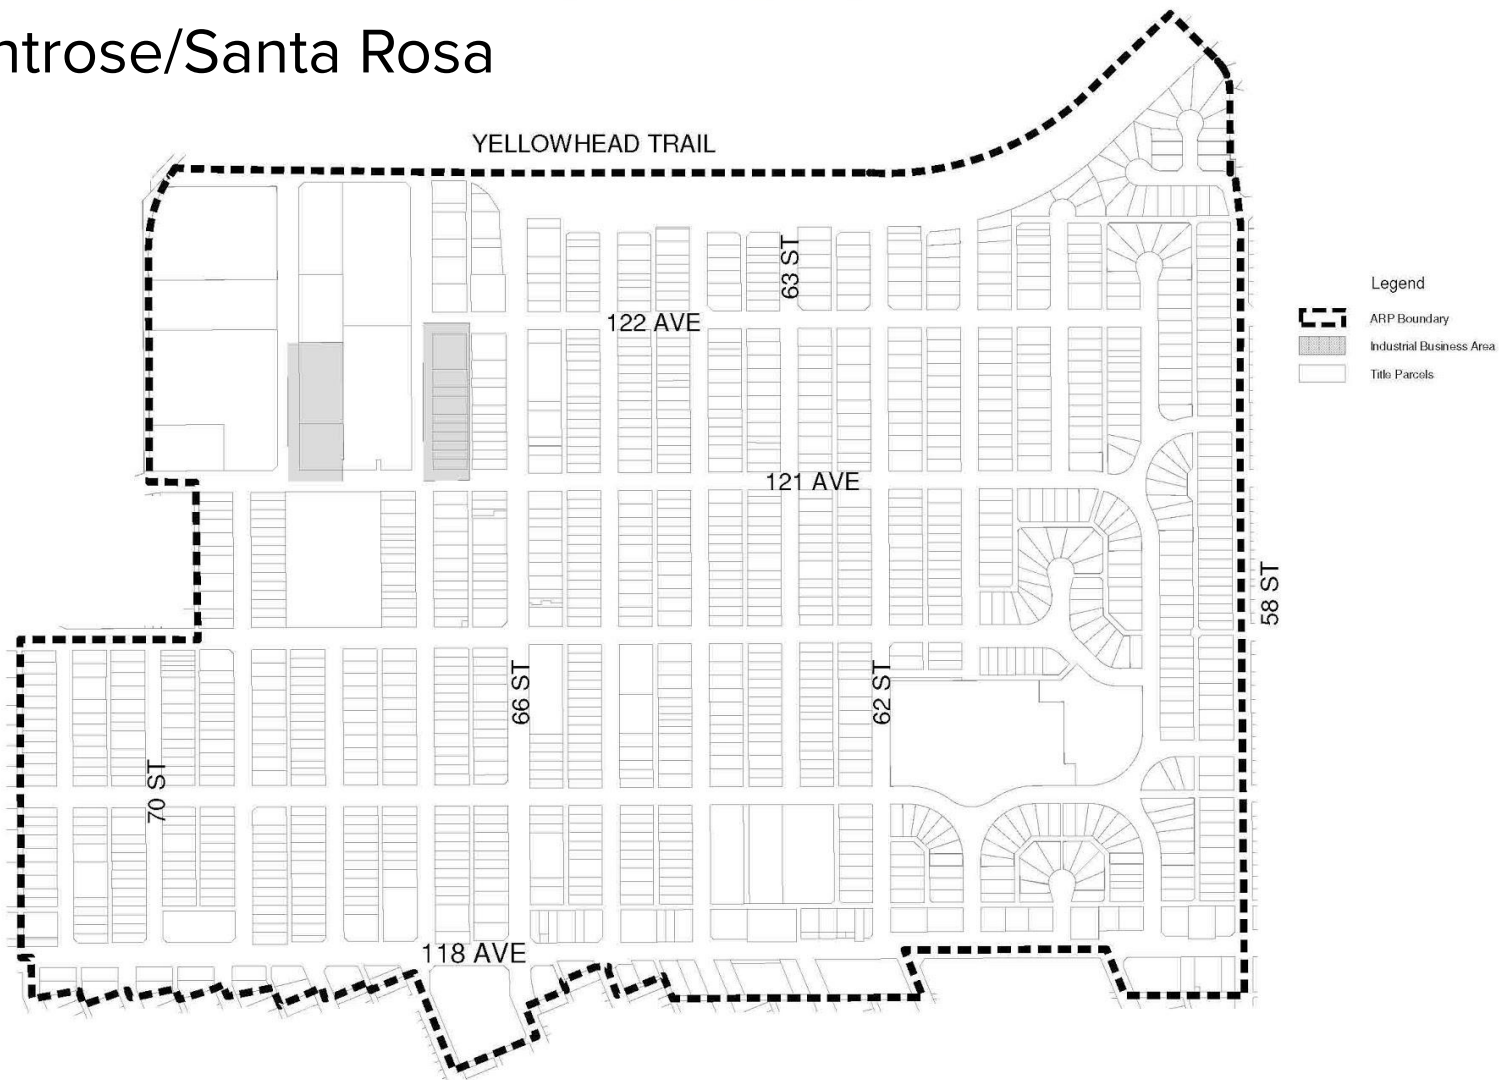 ntrose/Santa Rosa
YELLOWHEAD TRAIL
63 ST
122 AVE
Legend
ARP Boundary
Industrial Business Area
Title Parcels
121 AVE
58 ST
66 ST
62 ST
70 ST
118 AVE